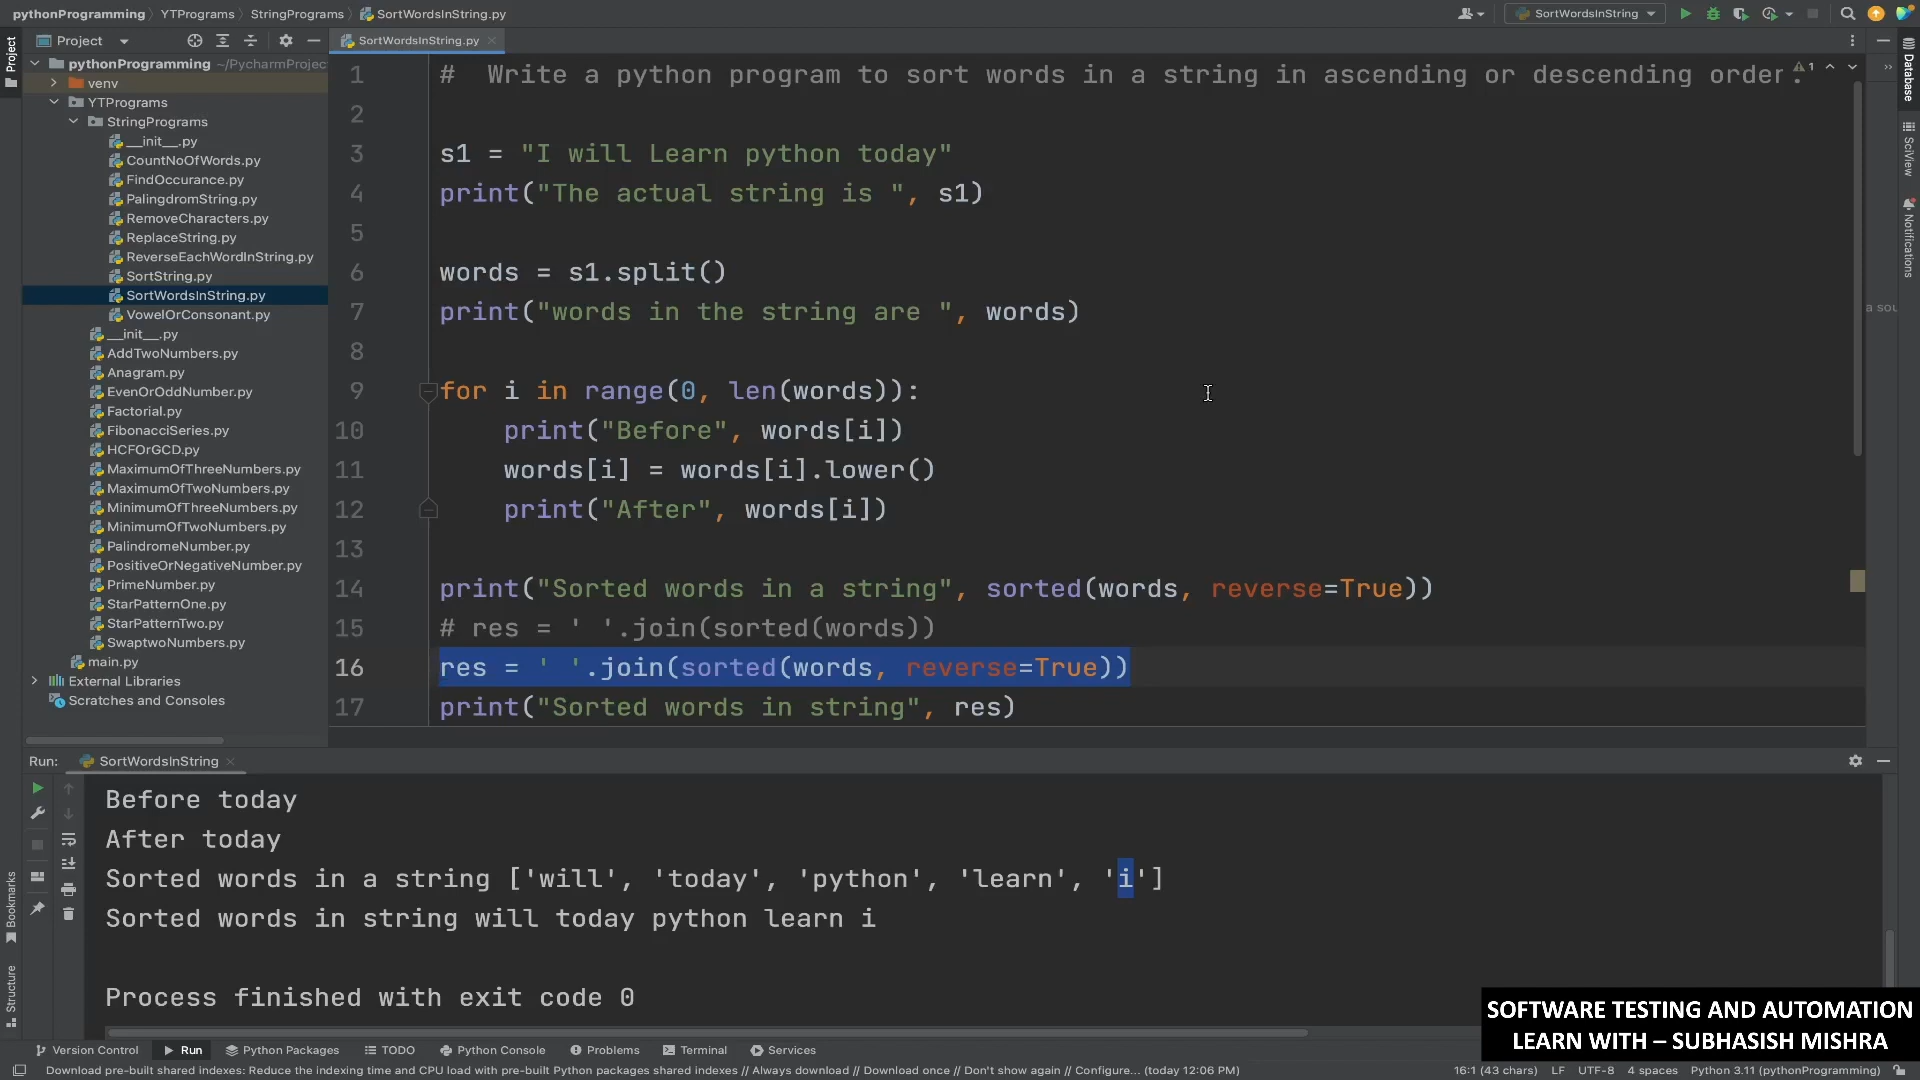 pythonProgramming YTPrograms StringPrograms SortWordsInString.py
SortWordsInString
Project
SortWordsInString.py
pythonProgramming ~/PycharmProjec
venv
YTPrograms
StringPrograms
__init__.py
CountNoOfWords.py
FindOccurance.py
PalingdromString.py
RemoveCharacters.py
ReplaceString.py
ReverseEachWordInString.py
SortString.py
SortWordsInString.py
VowelOrConsonant.py
__init__.py
AddTwoNumbers.py
Anagram.py
EvenOrOddNumber.py
Factorial.py
FibonacciSeries.py
HCFOrGCD.py
MaximumOfThreeNumbers.py
MaximumOfTwoNumbers.py
MinimumOfThreeNumbers.py
MinimumOfTwoNumbers.py
PalindromeNumber.py
PositiveOrNegativeNumber.py
PrimeNumber.py
StarPatternOne.py
StarPatternTwo.py
SwaptwoNumbers.py
main.py
External Libraries
Scratches and Consoles
1 # Write a python program to sort words in a string in ascending or descending order.
1
2
3 s1 = "I will Learn python today"
4 print("The actual string is ", s1)
5
6 words = s1.split()
7 print("words in the string are ", words)
8
9 for i in range(0, len(words)):
10 print("Before", words[i])
11 words[i] = words[i].lower()
12 print("After", words[i])
13
14 print("Sorted words in a string", sorted(words, reverse=True))
15 # res = ' '.join(sorted(words))
16 res = ' '.join(sorted(words, reverse=True))
17 print("Sorted words in string", res)
Project
Bookmarks
Structure
Database
SciView
Notifications
a sou
Run: SortWordsInString
Before today
After today
Sorted words in a string ['will', 'today', 'python', 'learn', 'i']
Sorted words in string will today python learn i
Process finished with exit code 0
SOFTWARE TESTING AND AUTOMATION
LEARN WITH – SUBHASISH MISHRA
Version Control Run Python Packages TODO Python Console Problems Terminal Services
Download pre-built shared indexes: Reduce the indexing time and CPU load with pre-built Python packages shared indexes // Always download // Download once // Don't show again // Configure... (today 12:06 PM)
16:1 (43 chars) LF UTF-8 4 spaces Python 3.11 (pythonProgramming)